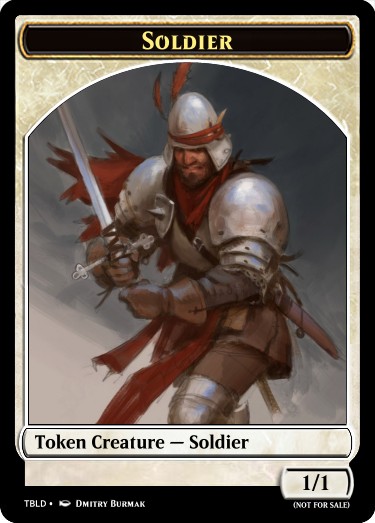 SOLDIER
Token Creature — Soldier
1/1
TBLD • DMITRY BURMAK
(NOT FOR SALE)